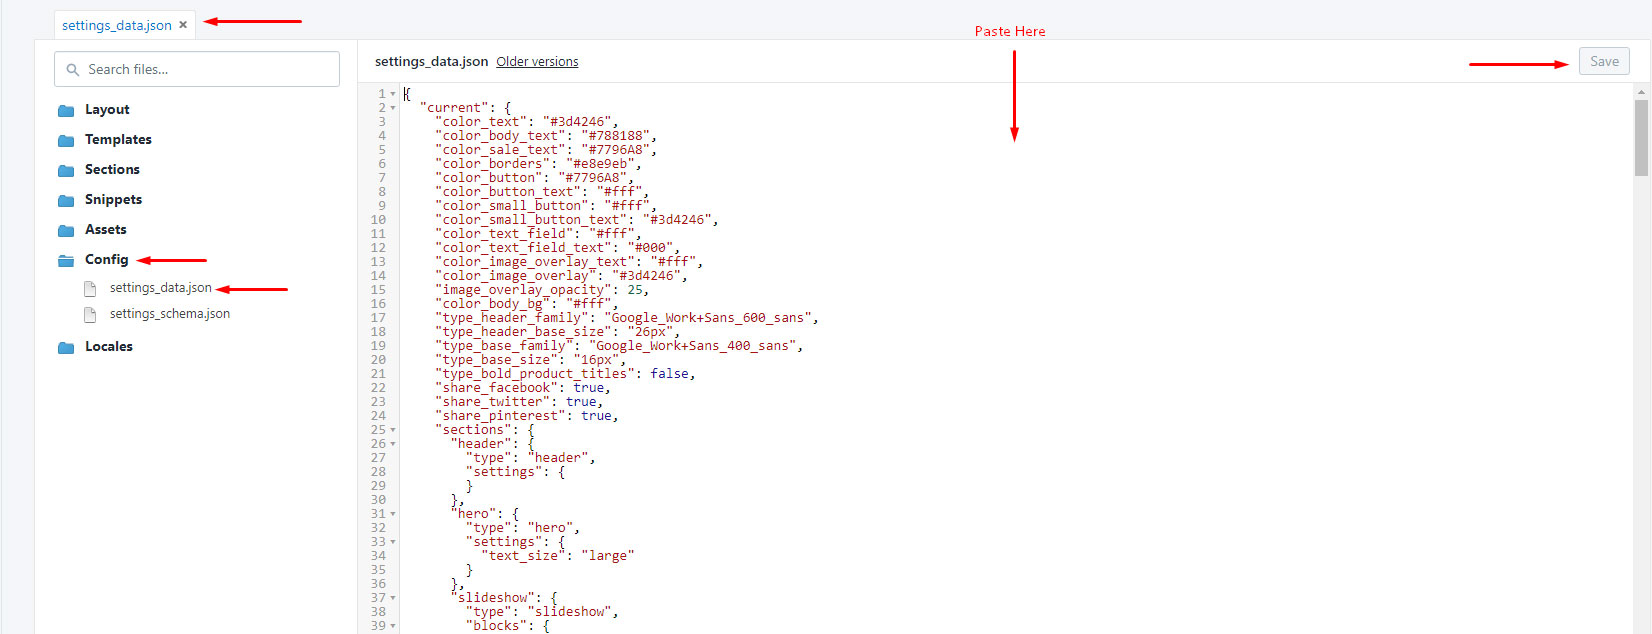 settings_data.json ×
Paste Here
Search files...
settings_data.json Older versions
Save
Layout
Templates
Sections
Snippets
Assets
Config
settings_data.json
settings_schema.json
Locales
1 {
2 "current": {
3 "color_text": "#3d4246",
4 "color_body_text": "#788188",
5 "color_sale_text": "#7796A8",
6 "color_borders": "#e8e9eb",
7 "color_button": "#7796A8",
8 "color_button_text": "#fff",
9 "color_small_button": "#fff",
10 "color_small_button_text": "#3d4246",
11 "color_text_field": "#fff",
12 "color_text_field_text": "#000",
13 "color_image_overlay_text": "#fff",
14 "color_image_overlay": "#3d4246",
15 "image_overlay_opacity": 25,
16 "color_body_bg": "#fff",
17 "type_header_family": "Google_Work+Sans_600_sans",
18 "type_header_base_size": "26px",
19 "type_base_family": "Google_Work+Sans_400_sans",
20 "type_base_size": "16px",
21 "type_bold_product_titles": false,
22 "share_facebook": true,
23 "share_twitter": true,
24 "share_pinterest": true,
25 "sections": {
26 "header": {
27 "type": "header",
28 "settings": {
29 }
30 },
31 "hero": {
32 "type": "hero",
33 "settings": {
34 "text_size": "large"
35 }
36 },
37 "slideshow": {
38 "type": "slideshow",
39 "blocks": {